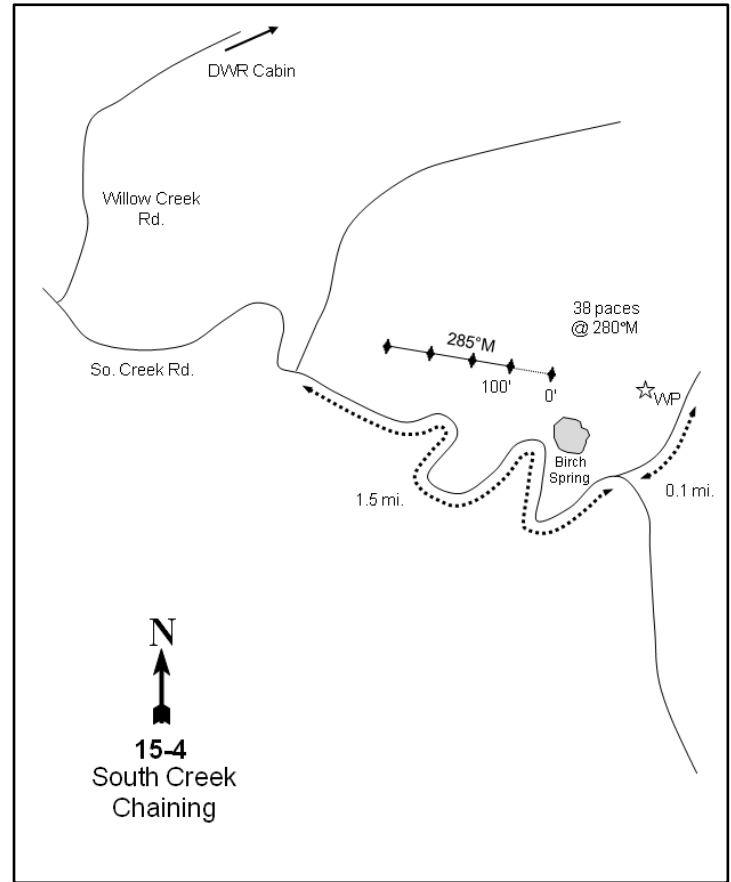 DWR Cabin
Willow Creek
Rd.
38 paces
@ 280°M
285°M
So. Creek Rd.
100'
0'
WP
Birch
Spring
1.5 mi.
0.1 mi.
N
15-4
South Creek
Chaining